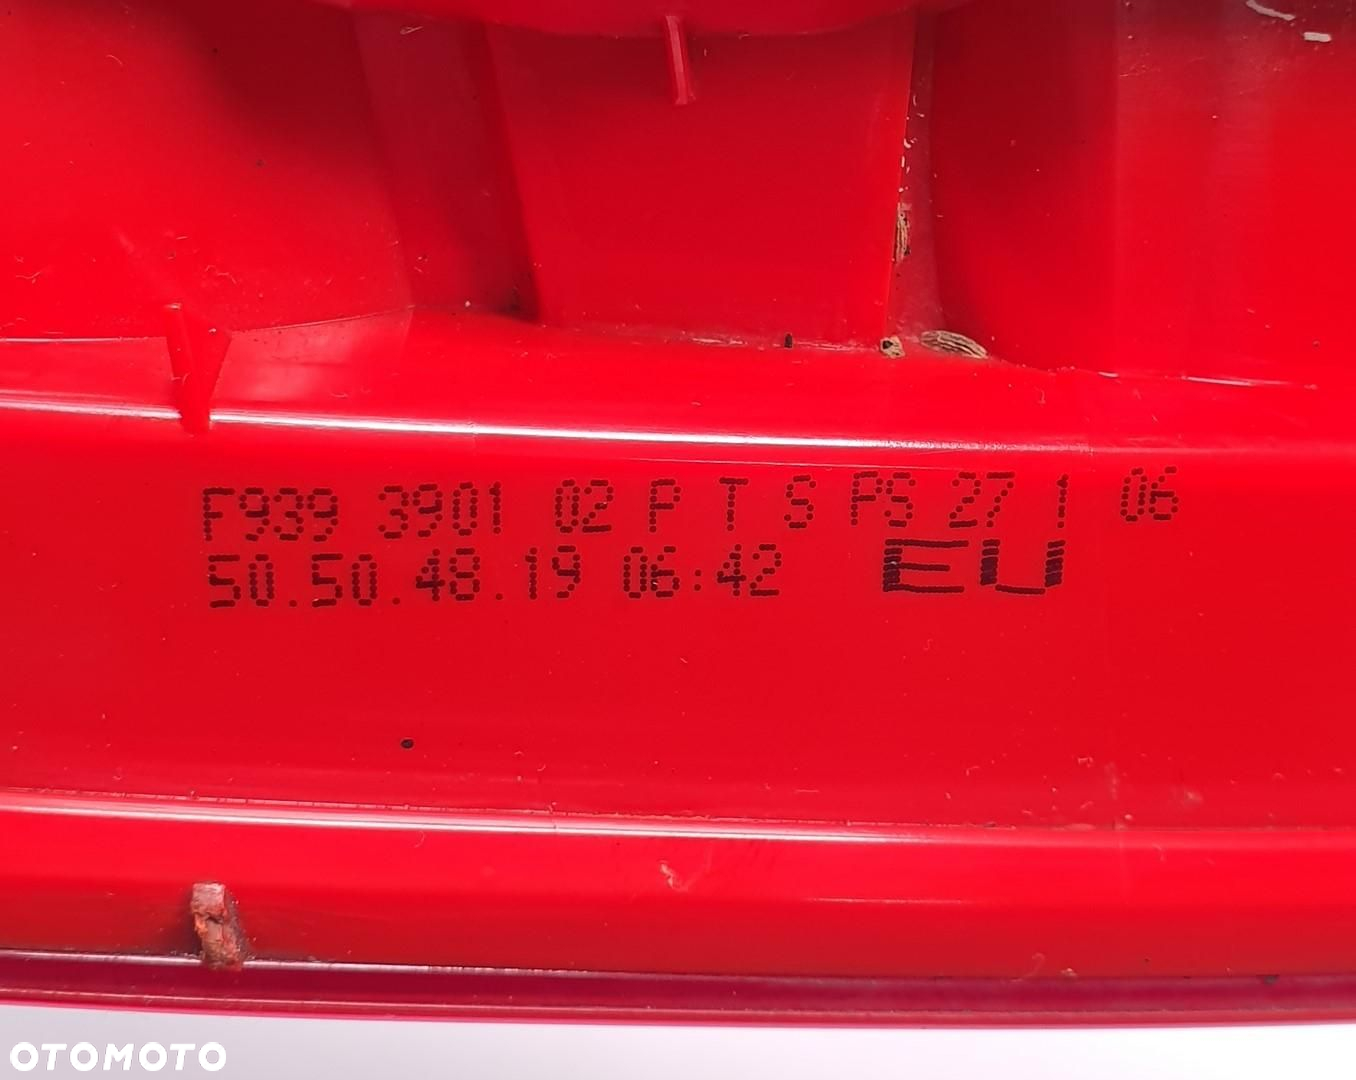 F939 3901 02 P T S PS 27 1 06
50.50.48.19 06:42 EU
OTOMOTO